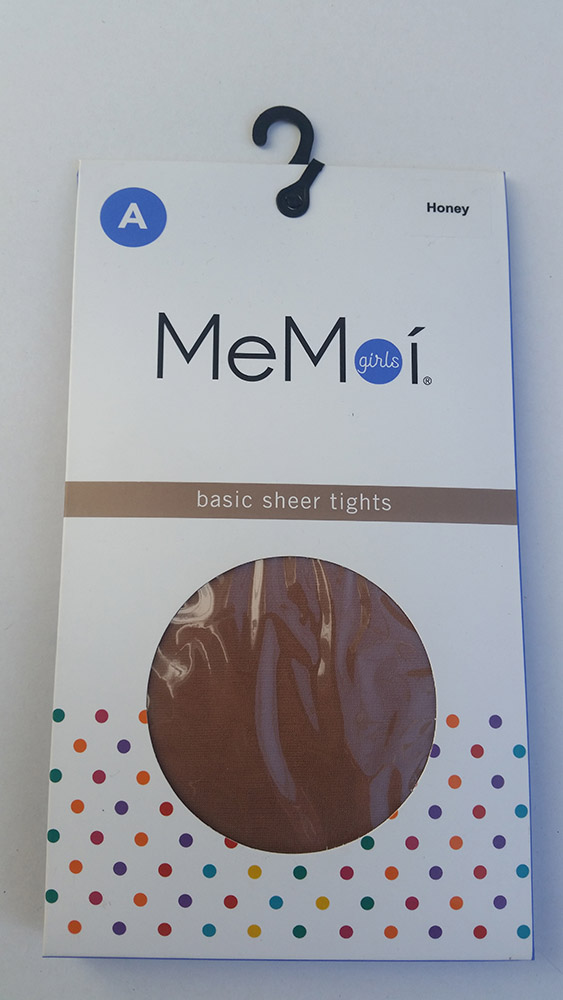 A
Honey
MeMoí girls ®
basic sheer tights